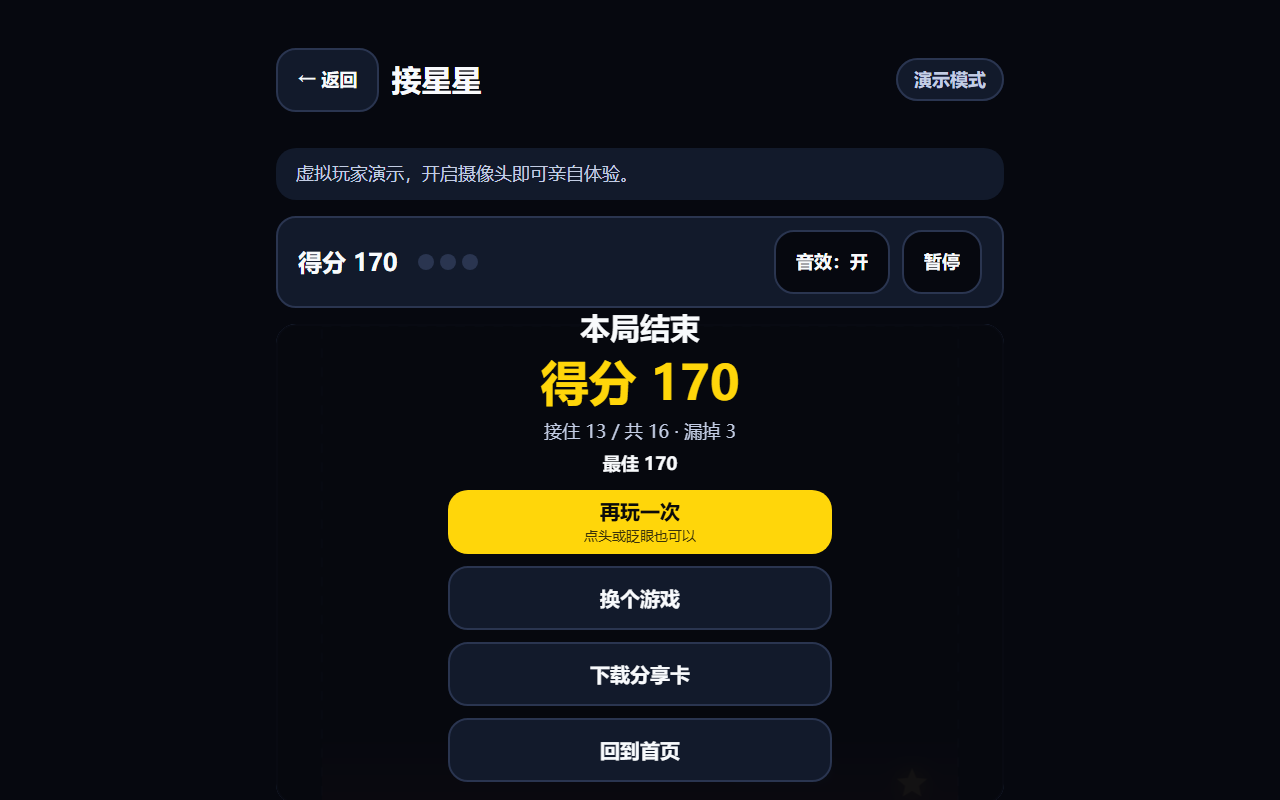 ← 返回
接星星
演示模式
虚拟玩家演示，开启摄像头即可亲自体验。
得分 170
音效：开
暂停
本局结束
得分 170
接住 13 / 共 16 · 漏掉 3
最佳 170
再玩一次
点头或眨眼也可以
换个游戏
下载分享卡
回到首页